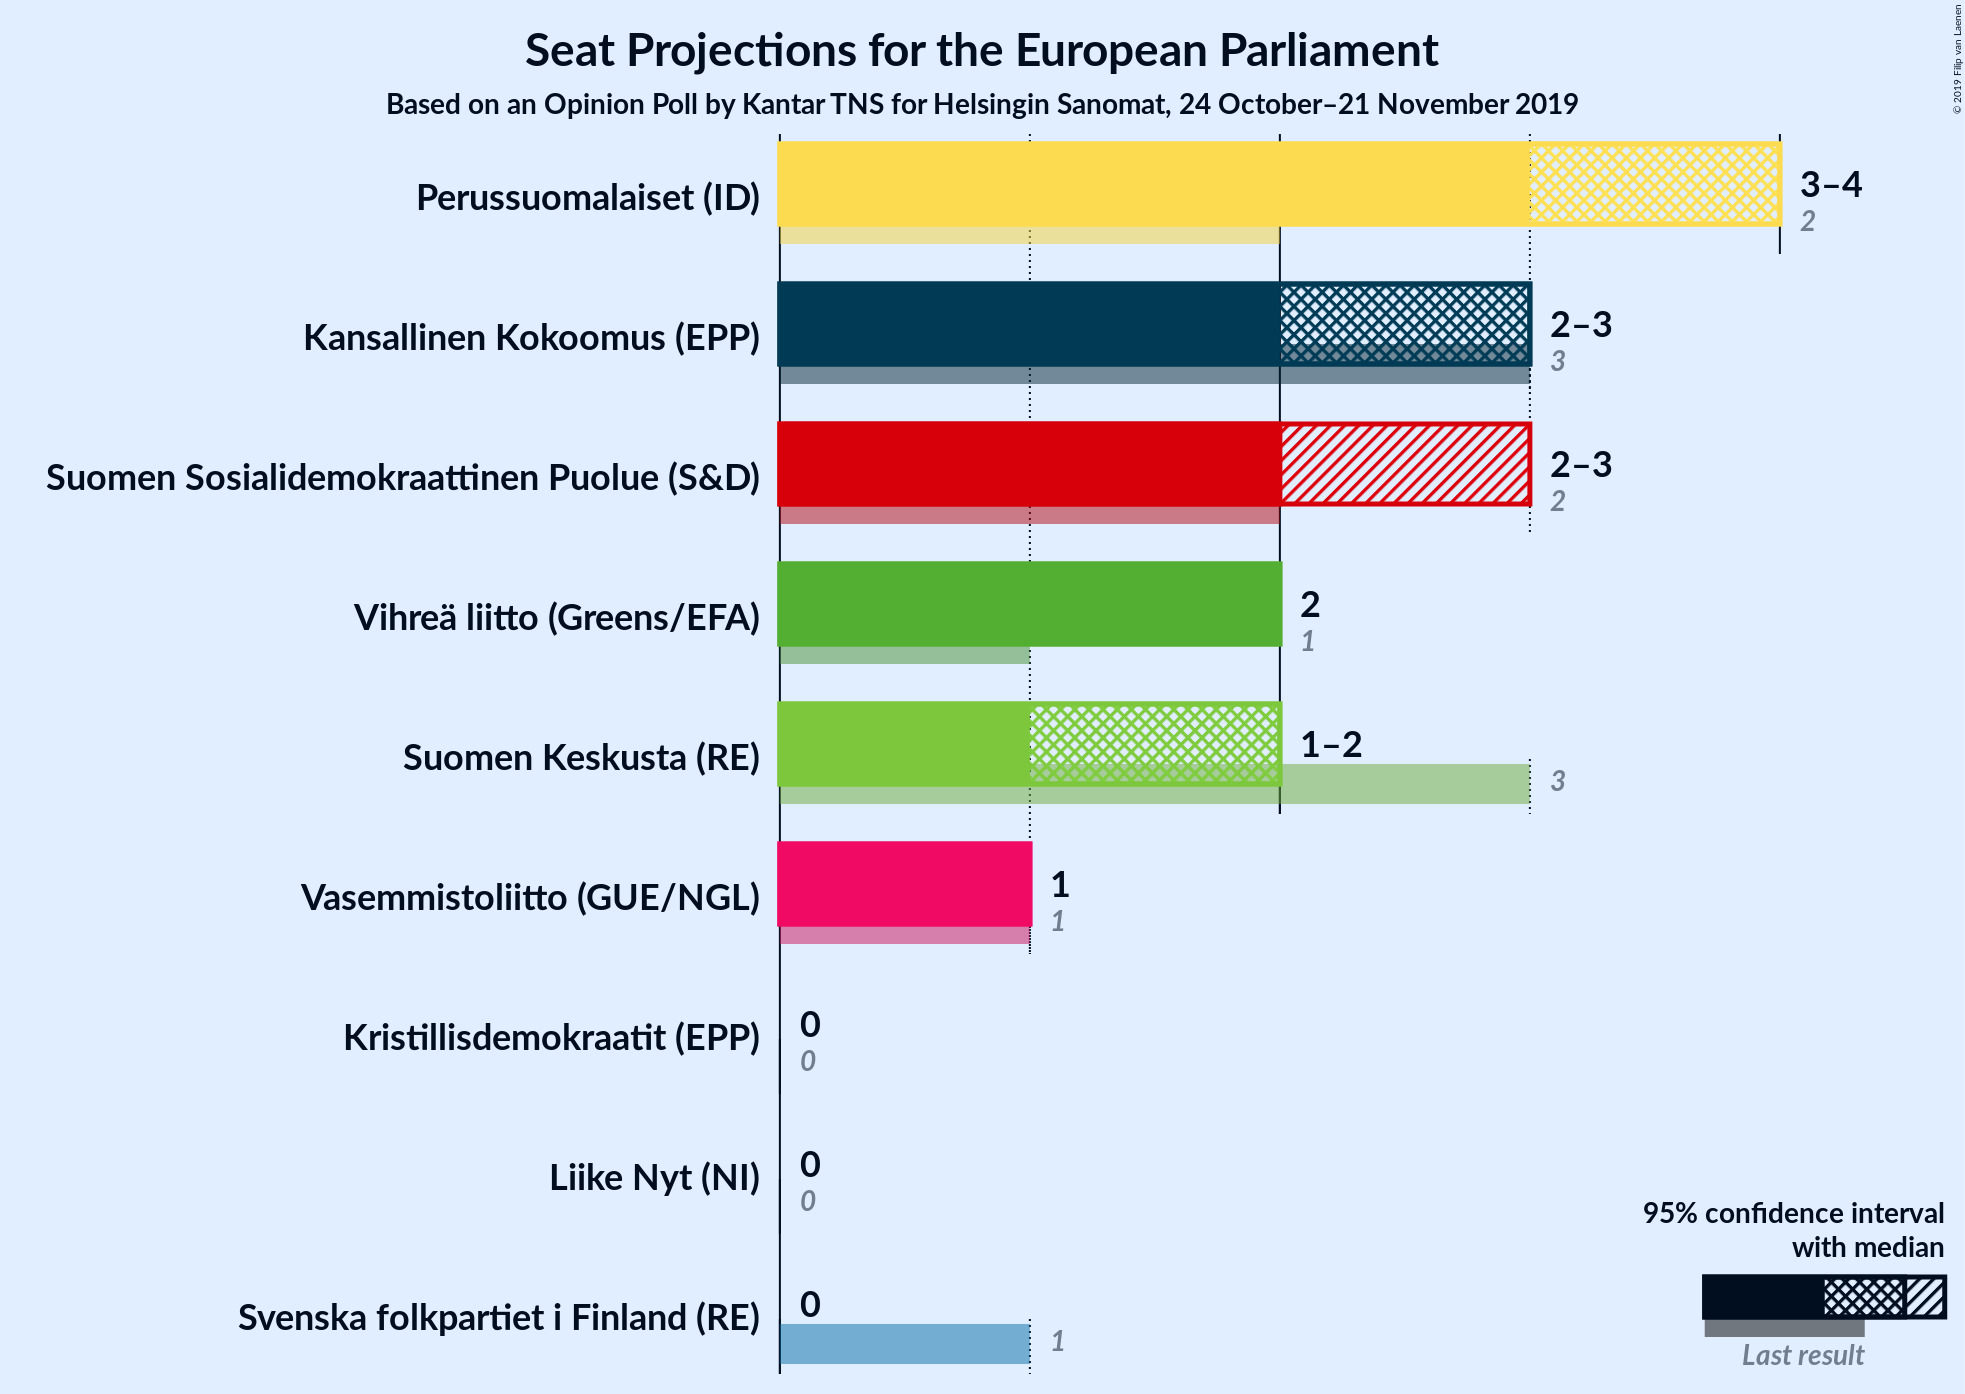 Seat Projections for the European Parliament
Based on an Opinion Poll by Kantar TNS for Helsingin Sanomat, 24 October–21 November 2019
© 2019 Filip van Laenen
Perussuomalaiset (ID)
3–4
2
Kansallinen Kokoomus (EPP)
2–3
3
Suomen Sosialidemokraattinen Puolue (S&D)
2–3
2
Vihreä liitto (Greens/EFA)
2
1
Suomen Keskusta (RE)
1–2
3
Vasemmistoliitto (GUE/NGL)
1
1
Kristillisdemokraatit (EPP)
0
0
Liike Nyt (NI)
0
0
Svenska folkpartiet i Finland (RE)
0
1
95% confidence interval
with median
Last result